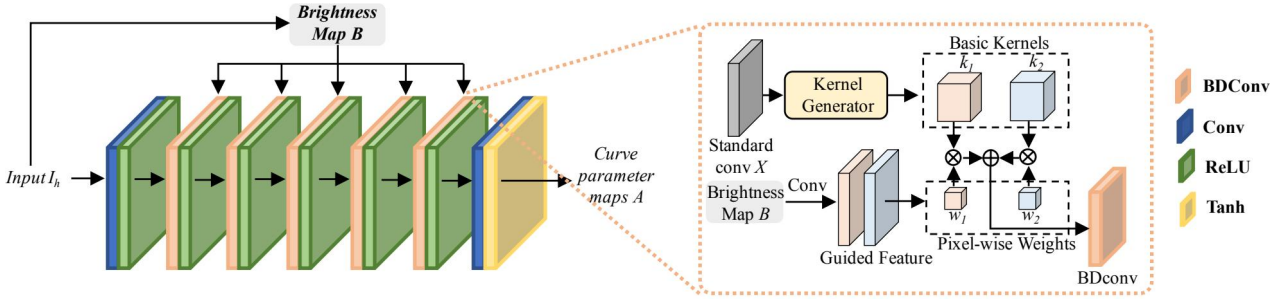 Brightness
Map B
Input I_h
Curve
parameter
maps A
Basic Kernels
k_1
k_2
Kernel
Generator
Standard
conv X
Brightness
Map B
Conv
Guided Feature
w_1
w_2
Pixel-wise Weights
BDconv
BDConv
Conv
ReLU
Tanh